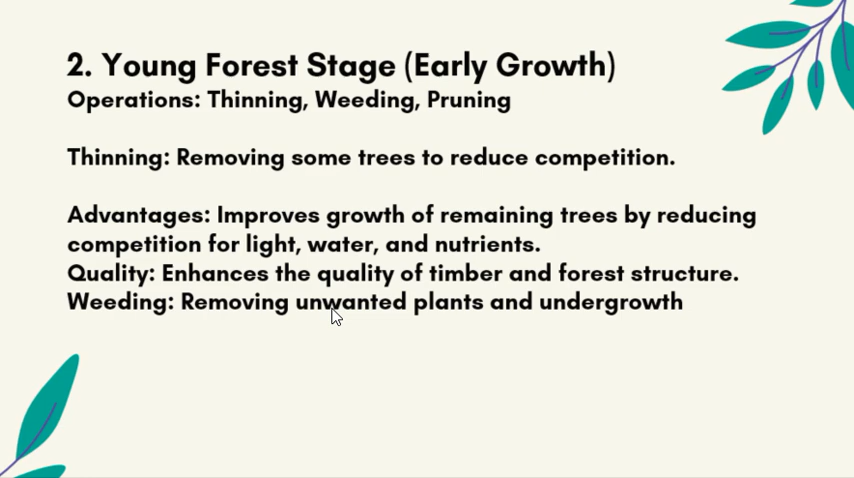 2. Young Forest Stage (Early Growth)
Operations: Thinning, Weeding, Pruning
Thinning: Removing some trees to reduce competition.
Advantages: Improves growth of remaining trees by reducing
competition for light, water, and nutrients.
Quality: Enhances the quality of timber and forest structure.
Weeding: Removing unwanted plants and undergrowth